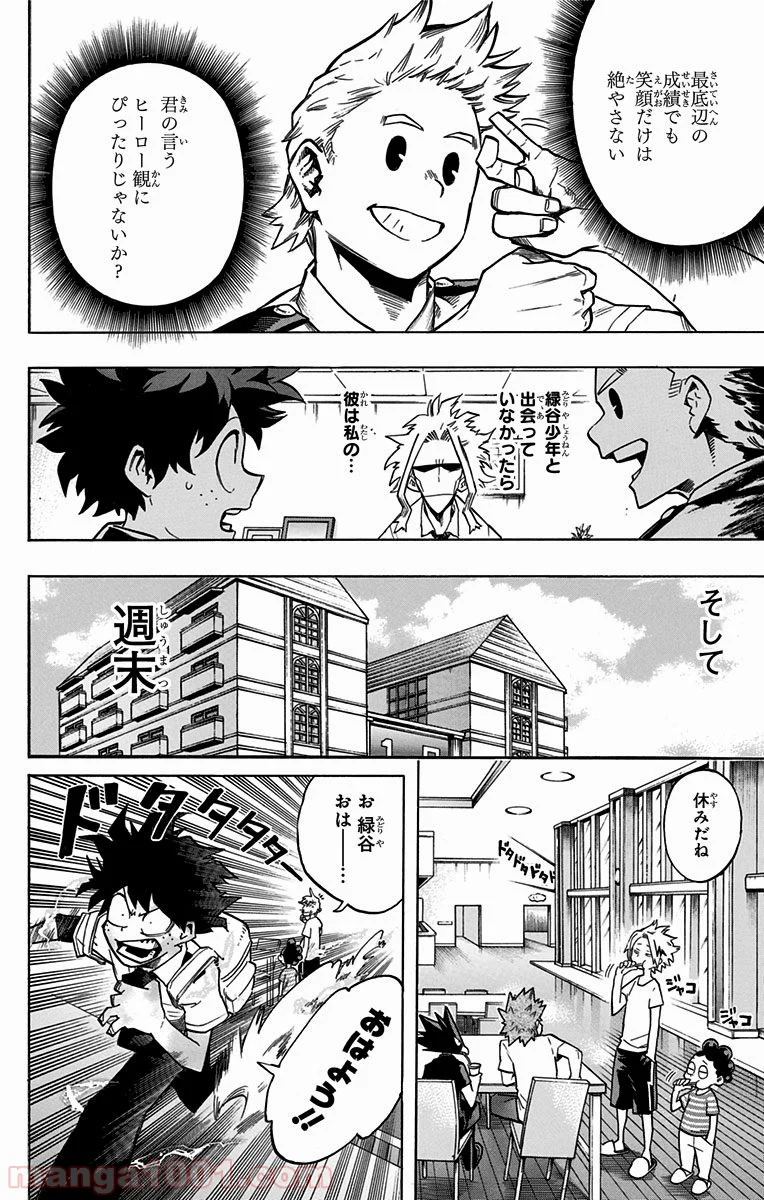 最底辺の
成績でも
笑顔だけは
絶やさない
君の言う
ヒーロー観に
ぴったりじゃないか？
緑谷少年と
出会って
いなかったら
彼は私の…
そして
週末
休みだね
ドタドタドタ
ジャコ
ジャコ
お 緑谷
おは――…
ドタタタタ
おはよう!!
manga1001.com